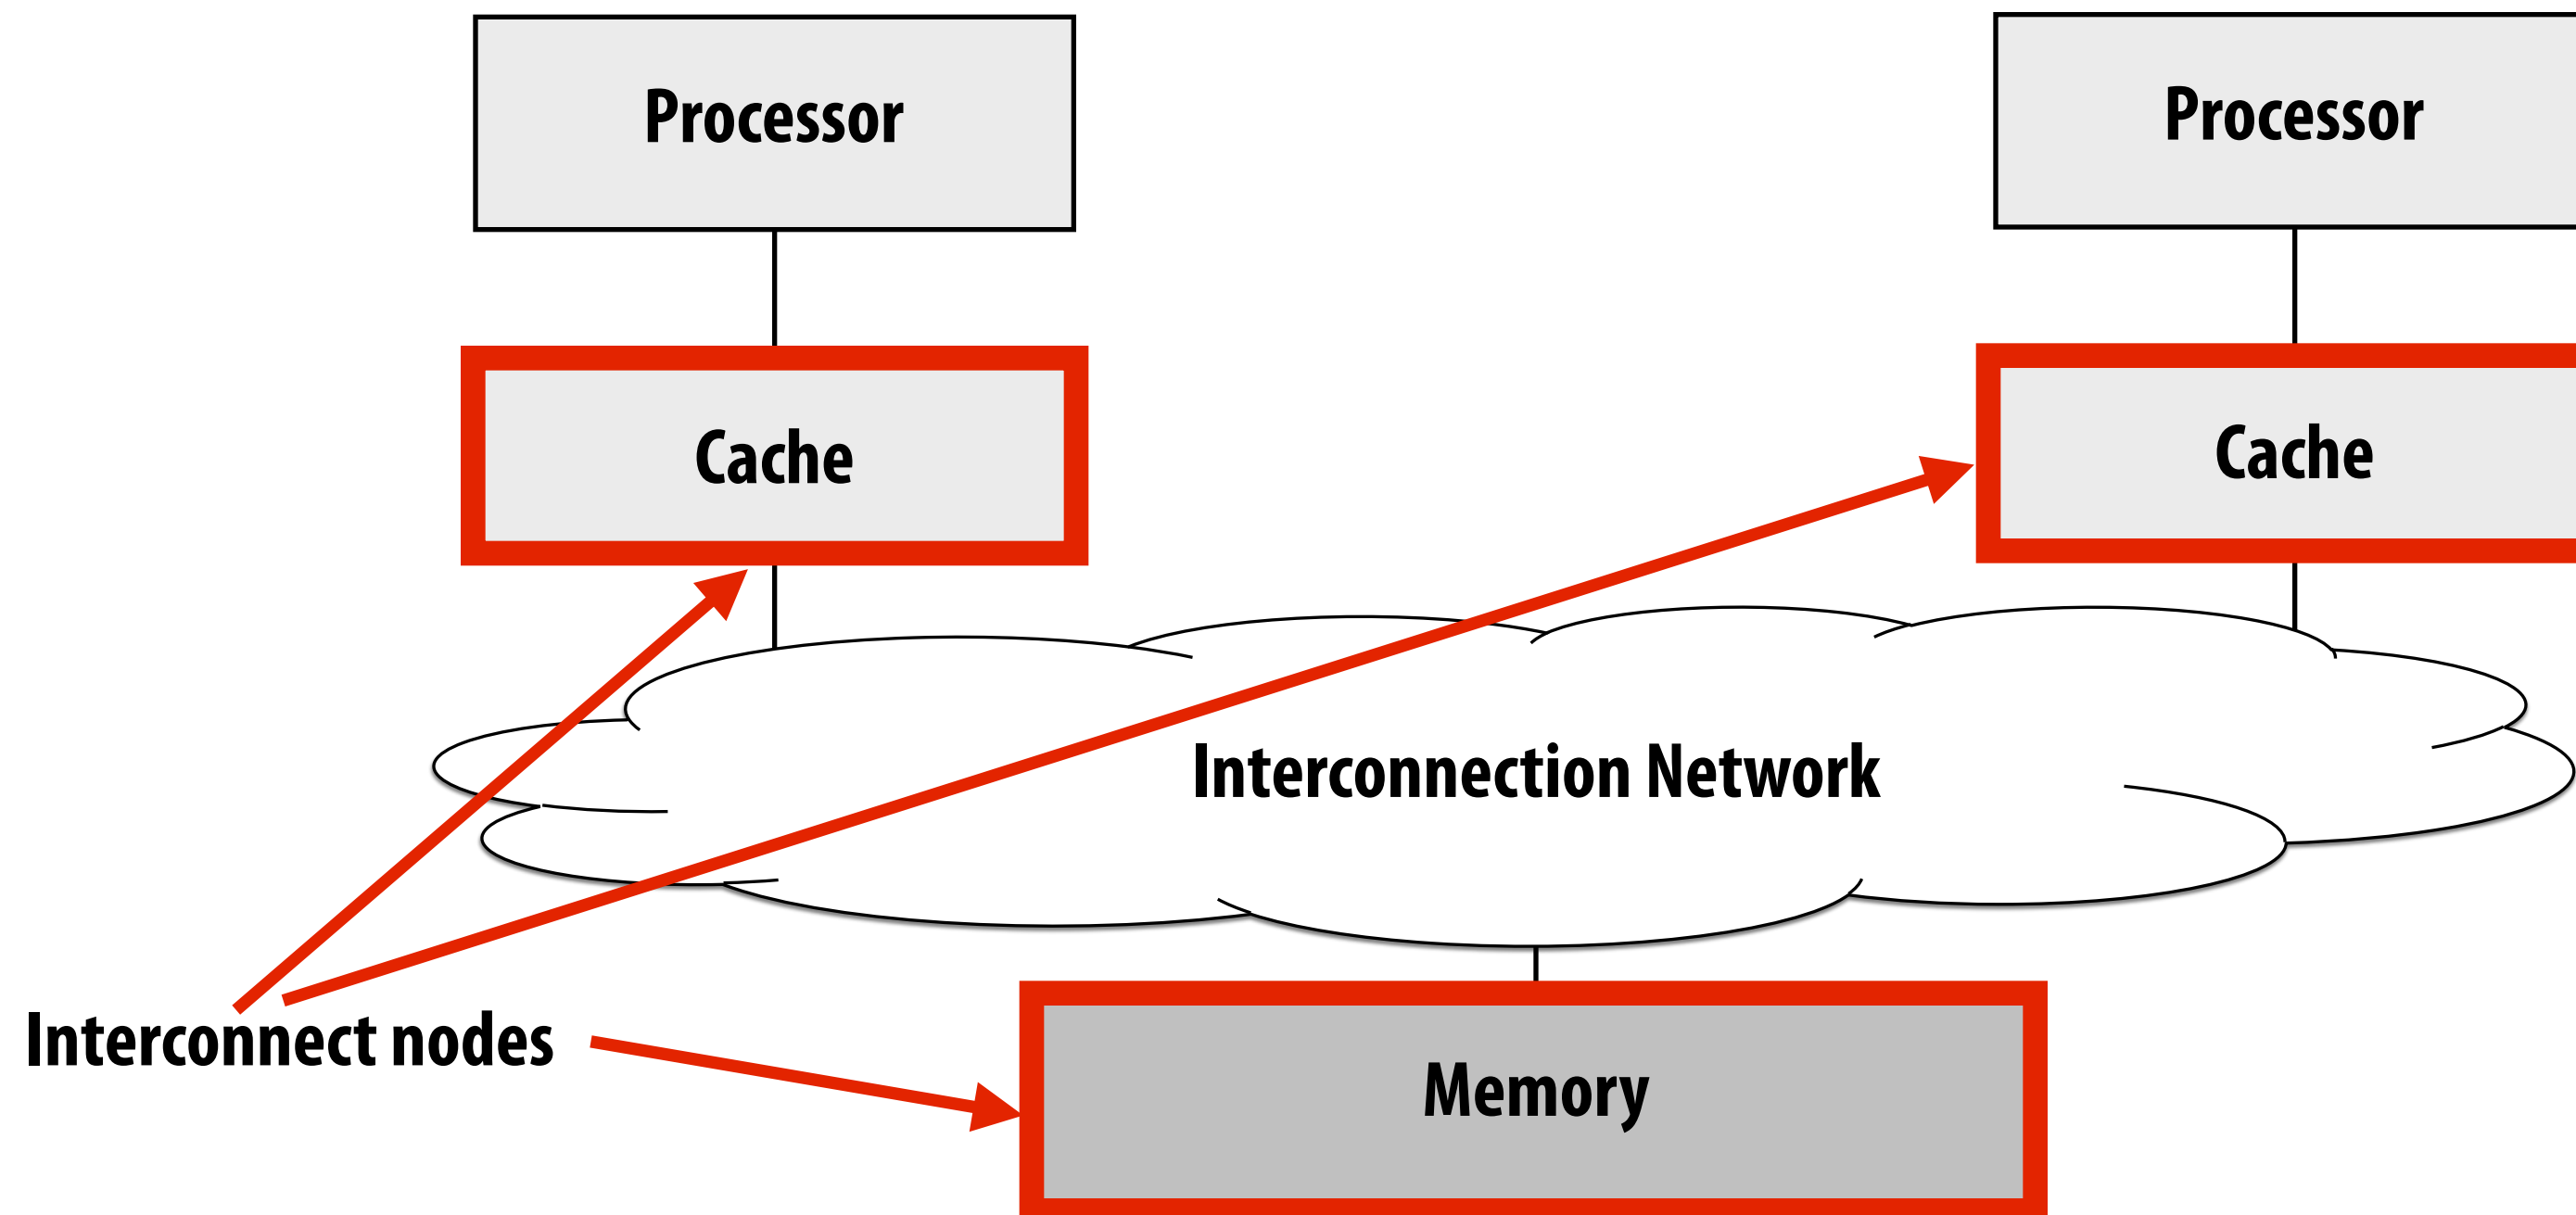 Processor
Processor
Cache
Cache
Interconnection Network
Interconnect nodes
Memory